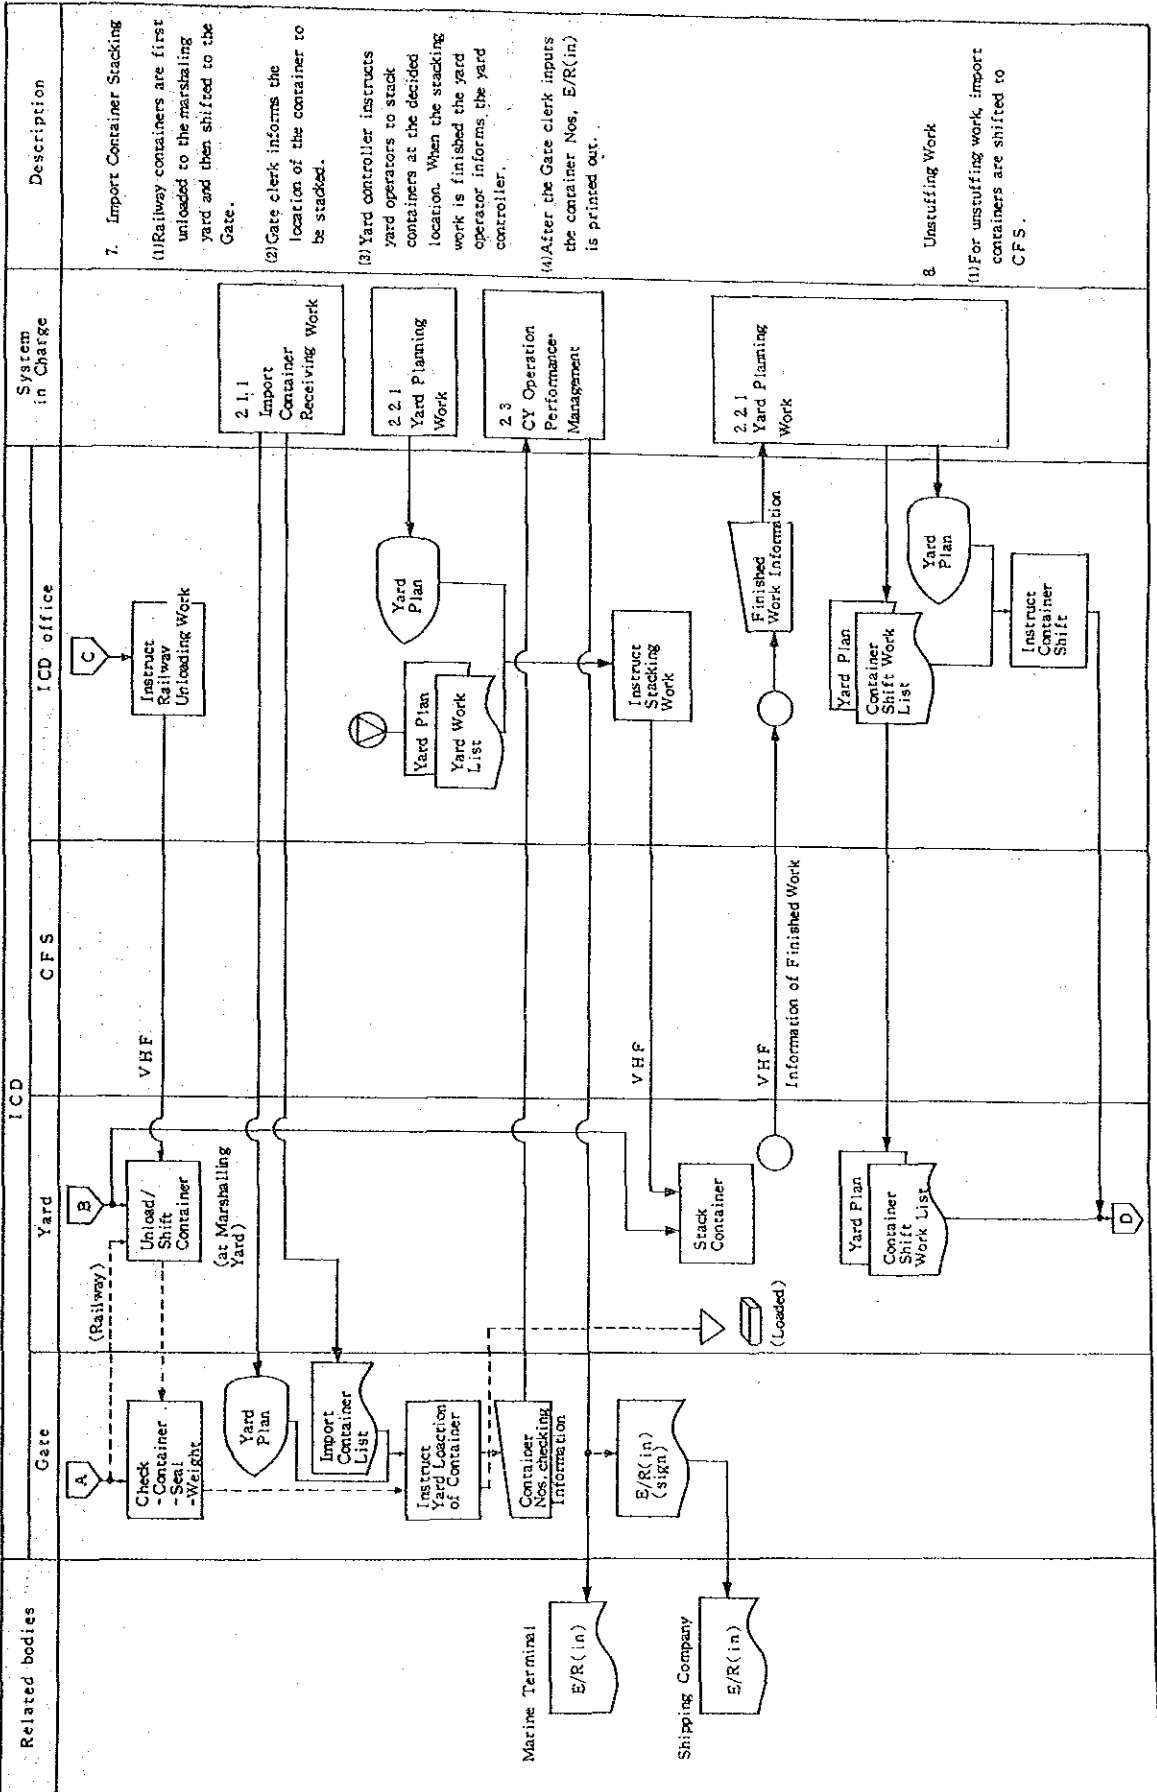 Related bodies
ICD
Gate
Yard
CFS
ICD office
System
in Charge
Description
A
(Railway)
B
C
Check
-Container
-Seal
-Weight
Unload/
Shift
Container
(at Marshalling
Yard)
VHF
Instruct
Railway
Unloading Work
7. Import Container Stacking
(1)Railway containers are first
unloaded to the marshaling
yard and then shifted to the
Gate.
Yard
Plan
2.1.1
Import
Container
Receiving Work
(2)Gate clerk informs the
location of the container to
be stacked.
Import
Container
List
Yard Plan
Yard Work
List
Yard
Plan
2 2 1
Yard Planning
Work
(3)Yard controller instructs
yard operators to stack
containers at the decided
location. When the stacking
work is finished the yard
operator informs the yard
controller.
Instruct
Yard Loaction
of Container
Container
Nos, checking
Information
2 3
CY Operation
Performance
Management
(4)After the Gate clerk inputs
the container Nos, E/R(in)
is printed out.
Marine Terminal
E/R(in)
E/R(in)
(sign)
VHF
Instruct
Stacking
Work
Stack
Container
(Loaded)
Shipping Company
E/R(in)
VHF
Information of Finished Work
Finished
Work Information
2.2.1
Yard Planning
Work
Yard Plan
Container
Shift
Work List
Yard Plan
Container
Shift Work
List
Yard
Plan
Instruct
Container
Shift
8. Unstuffing Work
(1)For unstuffing work, import
containers are shifted to
CFS.
D